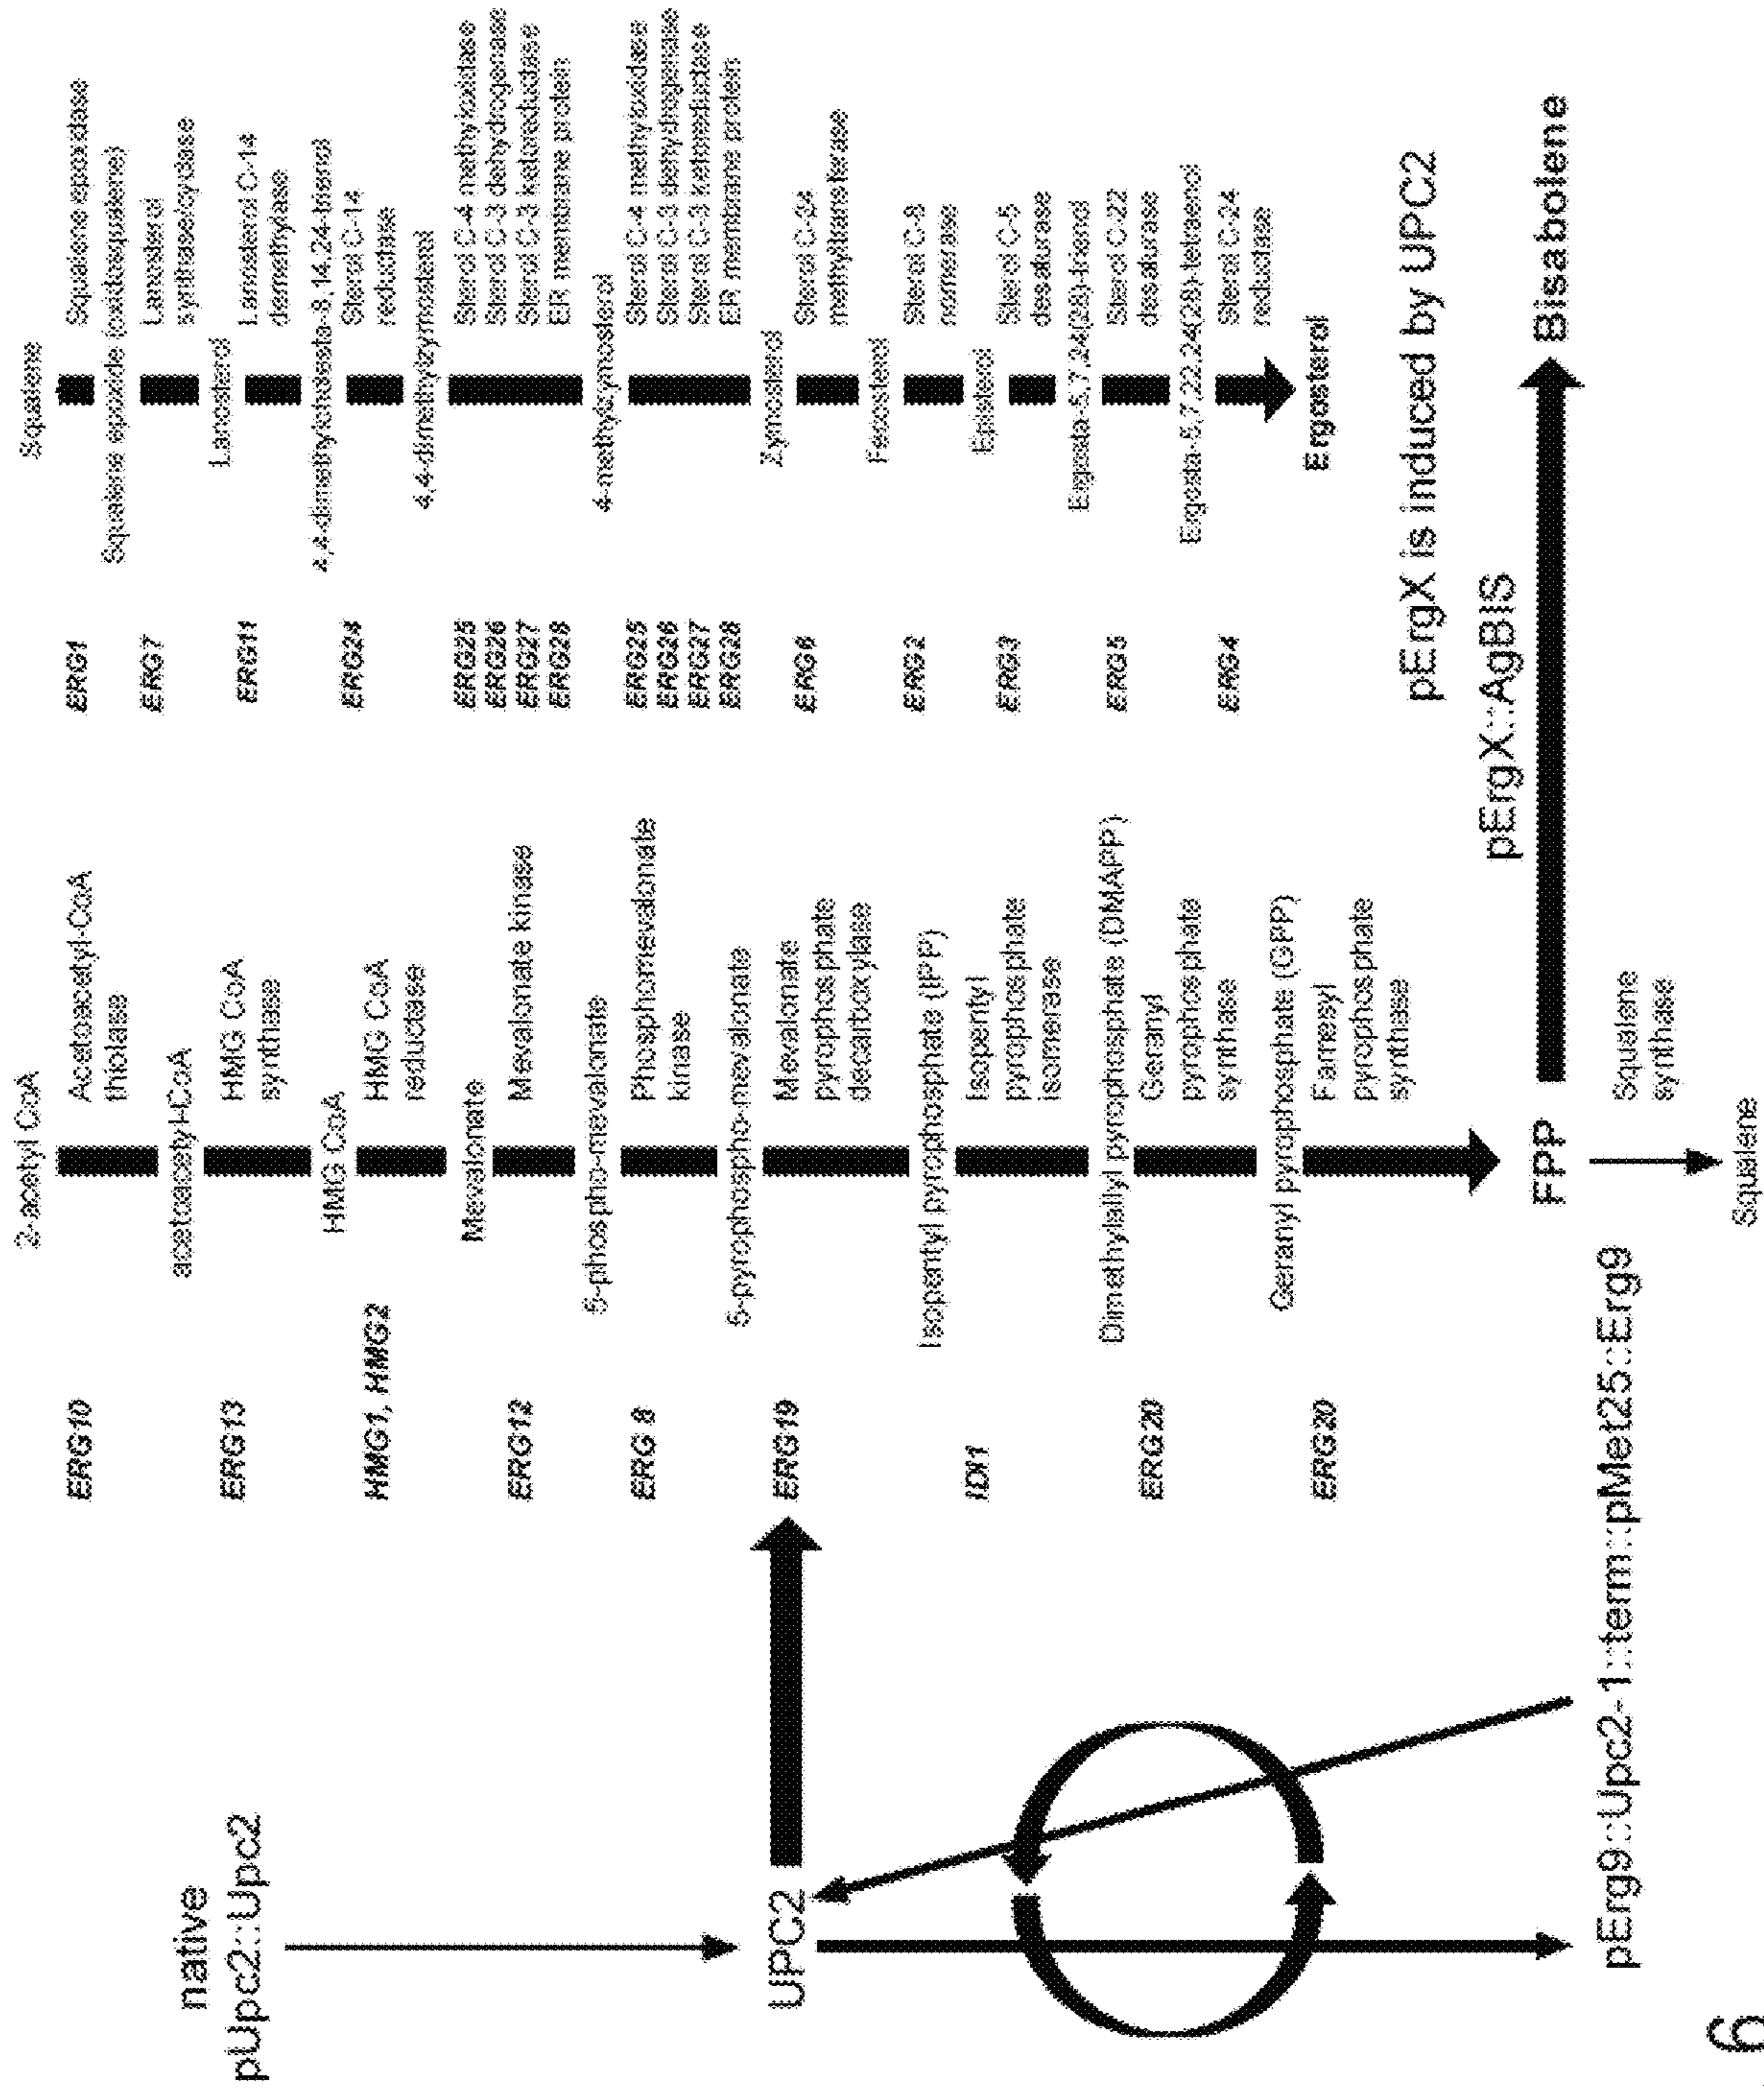 native
pUpc2::Upc2
UPC2
pErg9::Upc2-1::term::pMet25::Erg9
ERG10
ERG13
HMG1, HMG2
ERG12
ERG 8
ERG19
IDI1
ERG20
ERG20
2-acetyl CoA
Acetoacetyl-CoA
thiolase
acetoacetyl-CoA
HMG CoA
synthase
HMG CoA
HMG CoA
reductase
Mevalonate
Mevalonate kinase
5-phospho-mevalonate
Phosphomevalonate
kinase
5-pyrophospho-mevalonate
Mevalonate
pyrophosphate
decarboxylase
Isopentyl pyrophosphate (IPP)
Isopentyl
pyrophosphate
isomerase
Dimethylallyl pyrophosphate (DMAPP)
Geranyl
pyrophosphate
synthase
Geranyl pyrophosphate (GPP)
Farnesyl
pyrophosphate
synthase
FPP
Squalene
synthase
Squalene
ERG1
ERG7
ERG11
ERG24
ERG25
ERG26
ERG27
ERG28
ERG25
ERG26
ERG27
ERG28
ERG6
ERG2
ERG3
ERG5
ERG4
Squalene
Squalene epoxidase
Squalene epoxide (oxidosqualene)
Lanosterol
synthase/cyclase
Lanosterol
Lanosterol C-14
demethylase
4,4-dimethylcholesta-8,14,24-trienol
Sterol C-14
reductase
4,4-dimethylzymosterol
Sterol C-4 methyloxidase
Sterol C-3 dehydrogenase
Sterol C-3 ketoreductase
ER membrane protein
4-methylzymosterol
Sterol C-4 methyloxidase
Sterol C-3 dehydrogenase
Sterol C-3 ketoreductase
ER membrane protein
Zymosterol
Sterol C-24
methyltransferase
Fecosterol
Sterol C-8
isomerase
Episterol
Sterol C-5
desaturase
Ergosta-5,7,24(28)-trienol
Sterol C-22
desaturase
Ergosta-5,7,22,24(28)-tetraenol
Sterol C-24
reductase
Ergosterol
pErgX is induced by UPC2
pErgX::AgBIS
Bisabolene
6